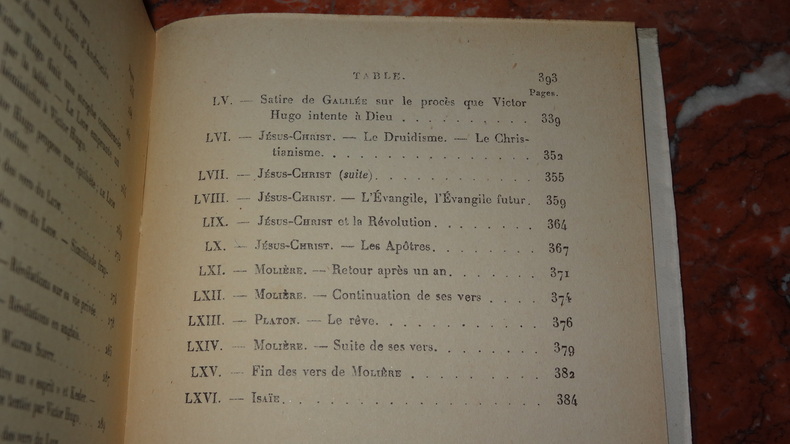 TABLE. 393
Pages.
LV. — Satire de GALILÉE sur le procès que Victor
Hugo intente à Dieu . . . . . . . . . 339
LVI. — JÉSUS-CHRIST. — Le Druidisme. — Le Chris-
tianisme. . . . . . . . . . . . . . . . 352
LVII. — JÉSUS-CHRIST (suite). . . . . . . . . . . 355
LVIII. — JÉSUS-CHRIST. — L'Évangile, l'Évangile futur. 359
LIX. — JÉSUS-CHRIST et la Révolution. . . . . . . 364
LX. — JÉSUS-CHRIST. — Les Apôtres. . . . . . . . 367
LXI. — MOLIÈRE. — Retour après un an. . . . . . 371
LXII. — MOLIÈRE. — Continuation de ses vers . . . . 374
LXIII. — PLATON. — Le rêve. . . . . . . . . . . 376
LXIV. — MOLIÈRE. — Suite de ses vers. . . . . . . 379
LXV. — Fin des vers de MOLIÈRE . . . . . . . . 382
LXVI. — ISAÏE. . . . . . . . . . . . . . . . 384